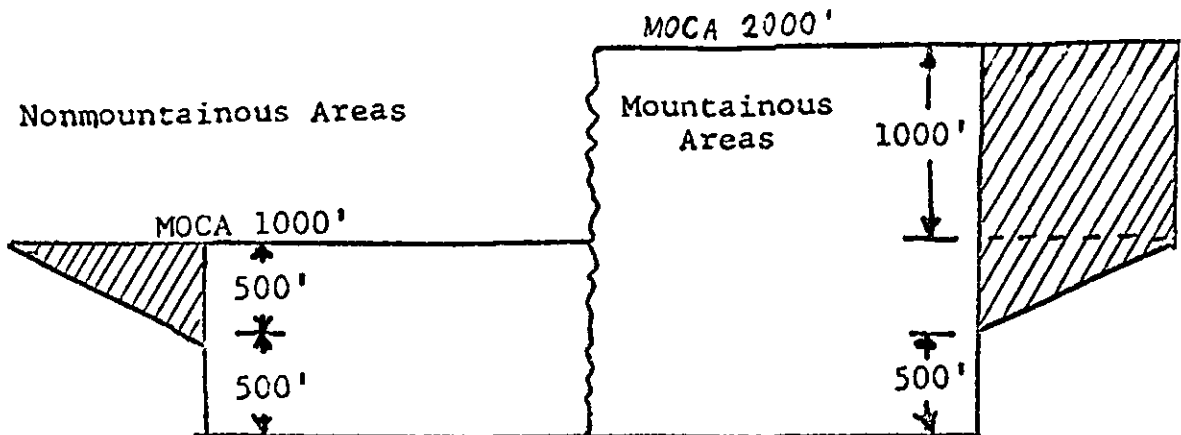 MOCA 2000'
Nonmountainous Areas
Mountainous
Areas
1000'
MOCA 1000'
500'
500'
500'